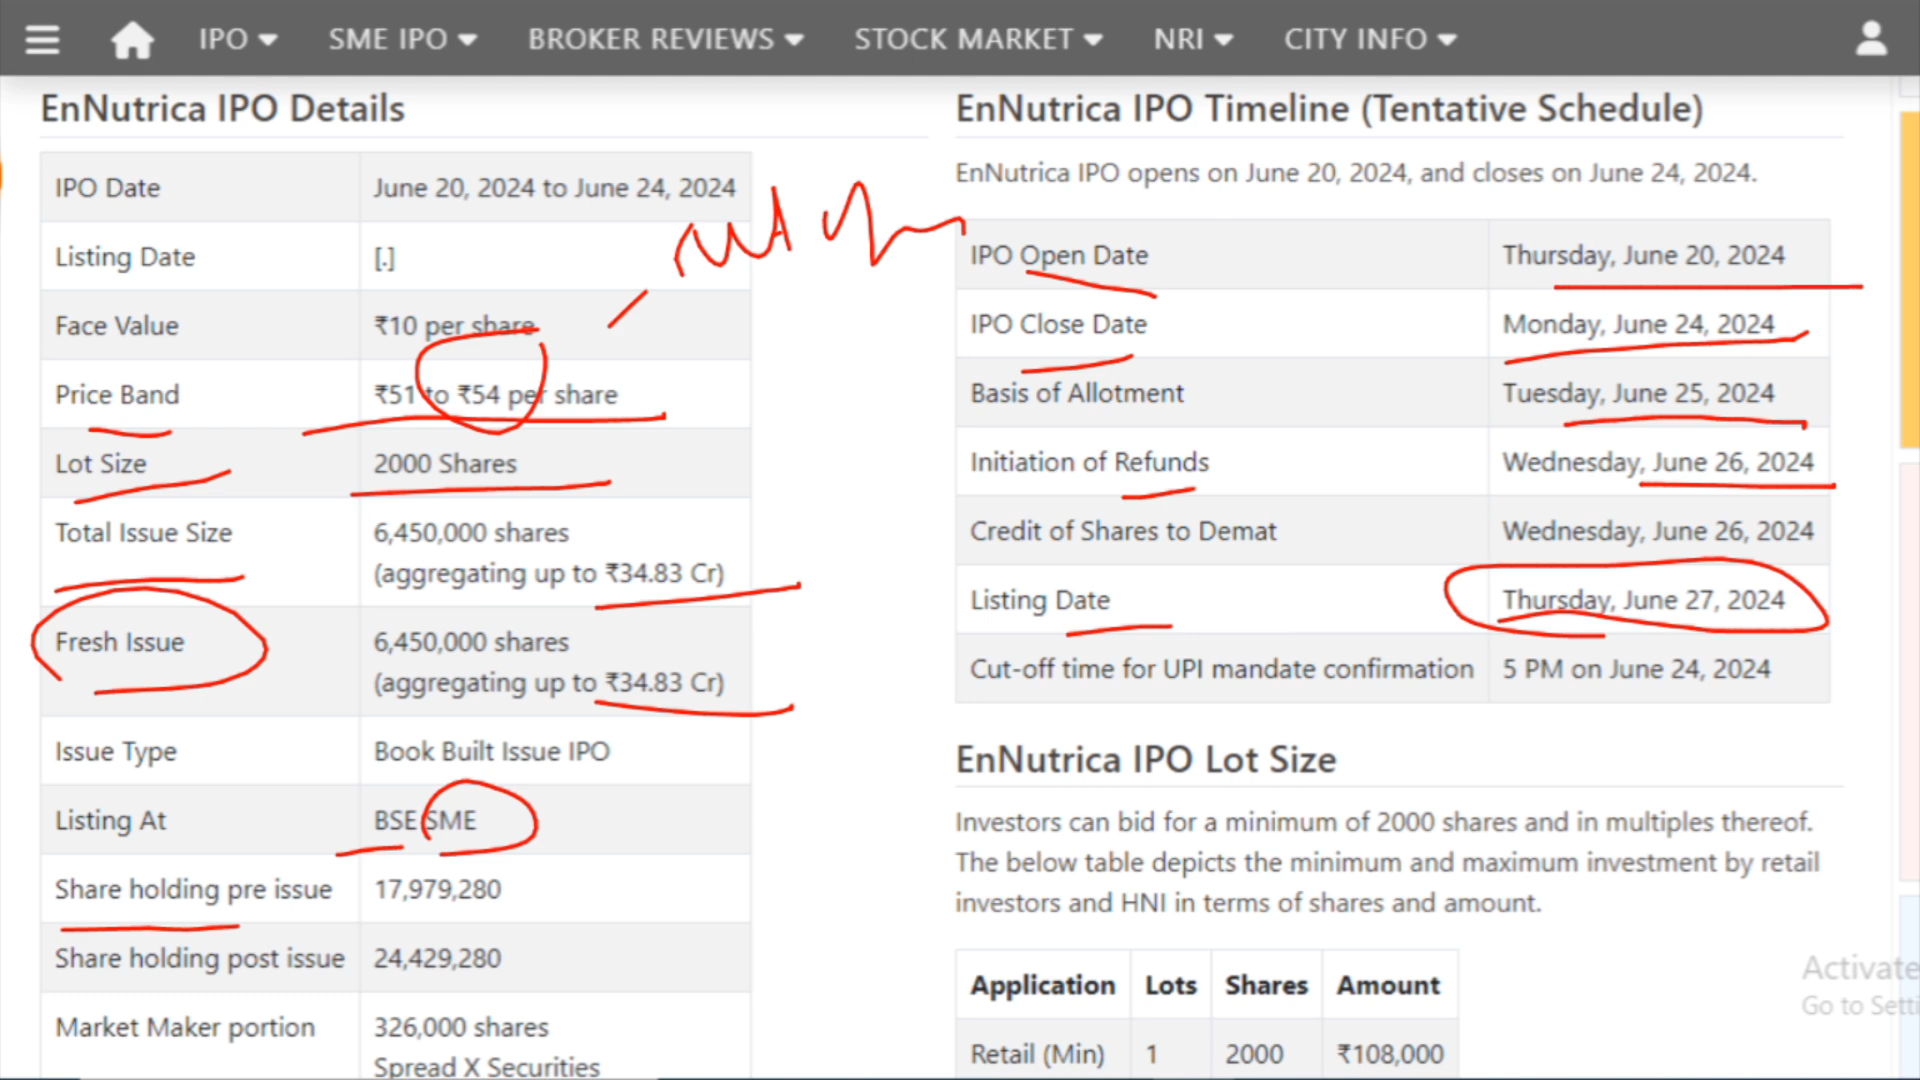 IPO SME IPO BROKER REVIEWS STOCK MARKET NRI CITY INFO
EnNutrica IPO Details
IPO Date June 20, 2024 to June 24, 2024
Listing Date [.]
Face Value ₹10 per share
Price Band ₹51 to ₹54 per share
Lot Size 2000 Shares
Total Issue Size 6,450,000 shares
(aggregating up to ₹34.83 Cr)
Fresh Issue 6,450,000 shares
(aggregating up to ₹34.83 Cr)
Issue Type Book Built Issue IPO
Listing At BSE SME
Share holding pre issue 17,979,280
Share holding post issue 24,429,280
Market Maker portion 326,000 shares
Spread X Securities
EnNutrica IPO Timeline (Tentative Schedule)
EnNutrica IPO opens on June 20, 2024, and closes on June 24, 2024.
IPO Open Date Thursday, June 20, 2024
IPO Close Date Monday, June 24, 2024
Basis of Allotment Tuesday, June 25, 2024
Initiation of Refunds Wednesday, June 26, 2024
Credit of Shares to Demat Wednesday, June 26, 2024
Listing Date Thursday, June 27, 2024
Cut-off time for UPI mandate confirmation 5 PM on June 24, 2024
EnNutrica IPO Lot Size
Investors can bid for a minimum of 2000 shares and in multiples thereof.
The below table depicts the minimum and maximum investment by retail
investors and HNI in terms of shares and amount.
Application Lots Shares Amount
Retail (Min) 1 2000 ₹108,000
Activate
Go to Setti